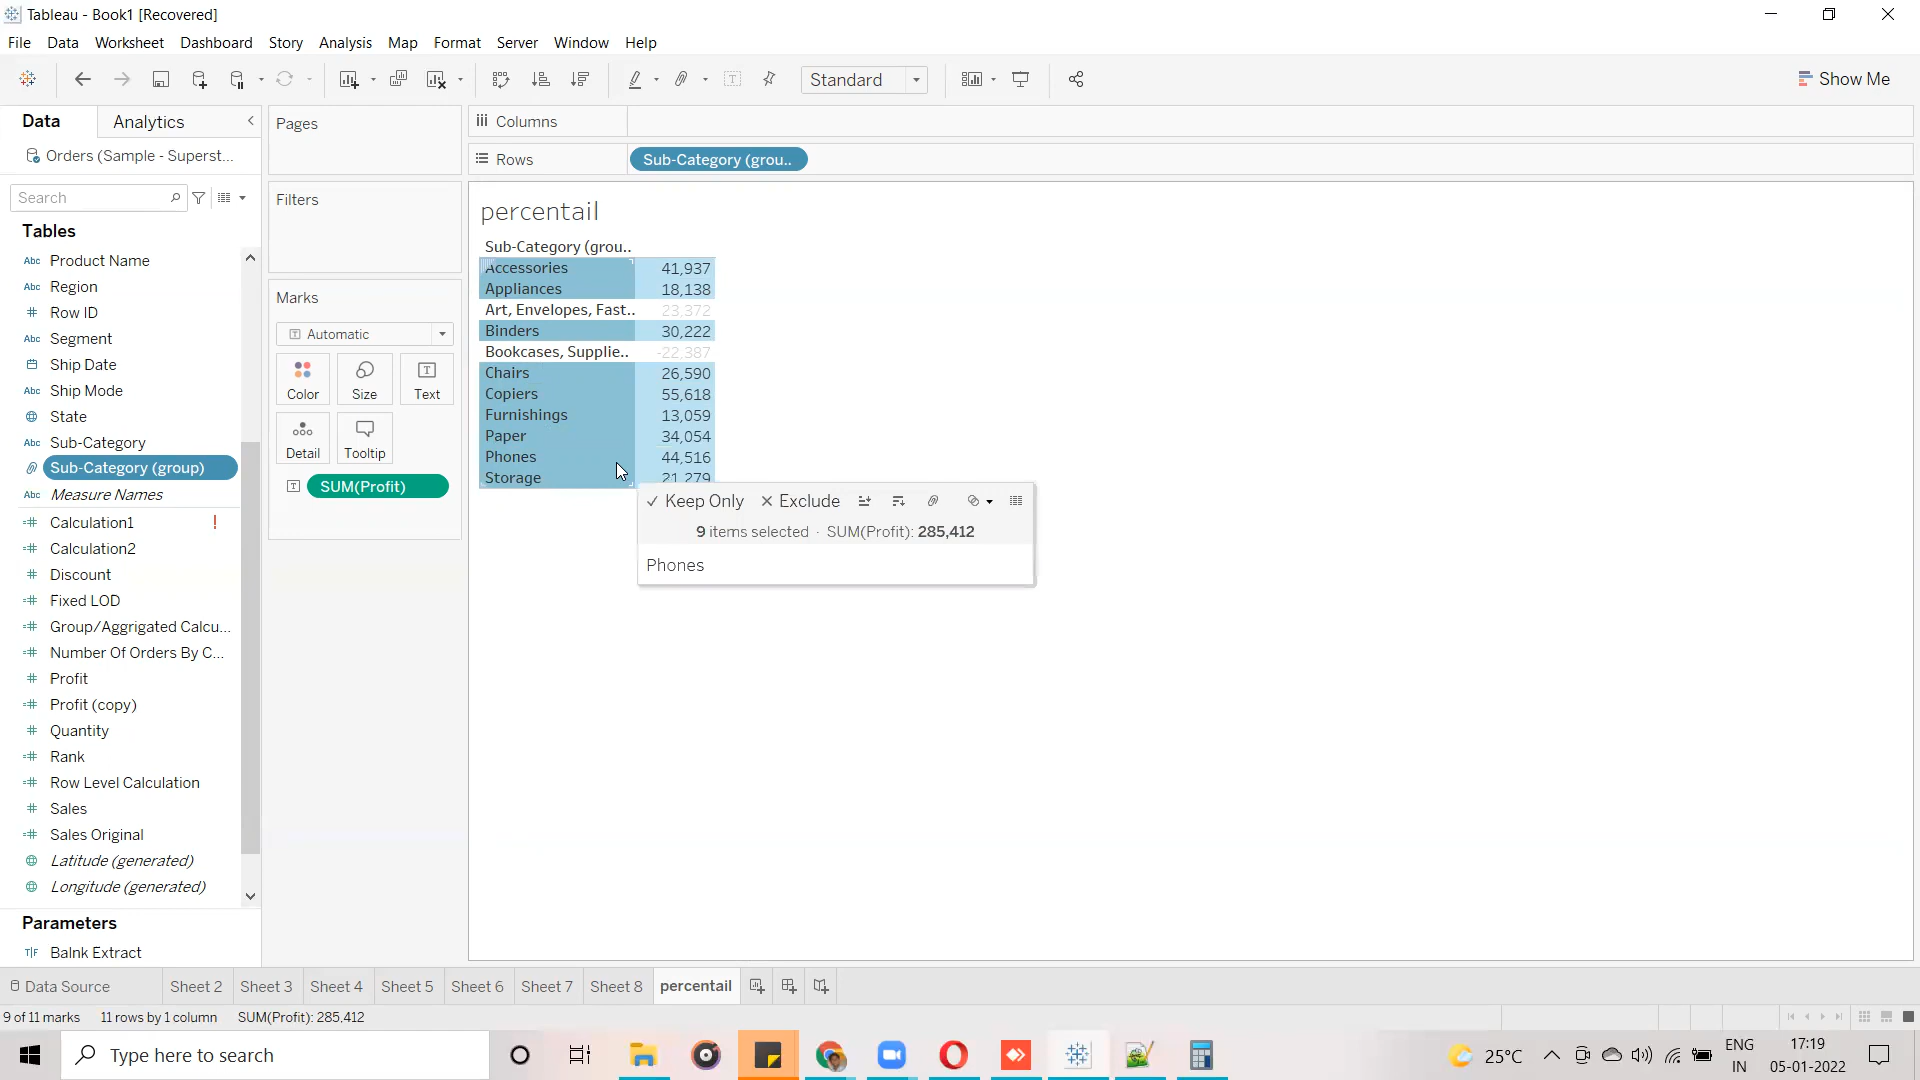 Tableau - Book1 [Recovered]
File Data Worksheet Dashboard Story Analysis Map Format Server Window Help
Standard
Show Me
Data Analytics
Orders (Sample - Superst...
Search
Tables
Abc Product Name
Abc Region
# Row ID
Abc Segment
Ship Date
Abc Ship Mode
State
Abc Sub-Category
Sub-Category (group)
Abc Measure Names
=# Calculation1 !
=# Calculation2
# Discount
=# Fixed LOD
=# Group/Aggrigated Calcu...
=# Number Of Orders By C...
# Profit
=# Profit (copy)
# Quantity
=# Rank
=# Row Level Calculation
# Sales
=# Sales Original
Latitude (generated)
Longitude (generated)
Parameters
T|F Balnk Extract
Pages
Filters
Marks
T Automatic
Color Size Text
Detail Tooltip
T SUM(Profit)
Columns
Rows Sub-Category (grou..
percentail
Sub-Category (grou..
Accessories 41,937
Appliances 18,138
Art, Envelopes, Fast.. 23,372
Binders 30,222
Bookcases, Supplie.. -22,387
Chairs 26,590
Copiers 55,618
Furnishings 13,059
Paper 34,054
Phones 44,516
Storage 21,279
Keep Only Exclude
9 items selected · SUM(Profit): 285,412
Phones
Data Source Sheet 2 Sheet 3 Sheet 4 Sheet 5 Sheet 6 Sheet 7 Sheet 8 percentail
9 of 11 marks 11 rows by 1 column SUM(Profit): 285,412
Type here to search
25°C
ENG
IN
17:19
05-01-2022